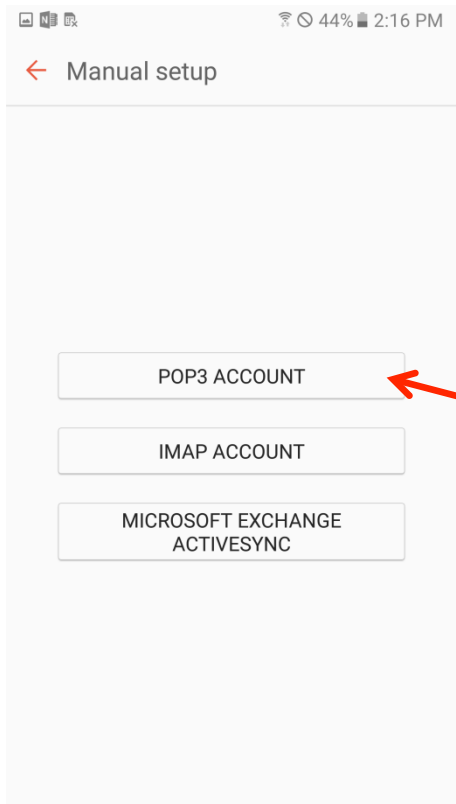 44% 2:16 PM
Manual setup
POP3 ACCOUNT
IMAP ACCOUNT
MICROSOFT EXCHANGE
ACTIVESYNC